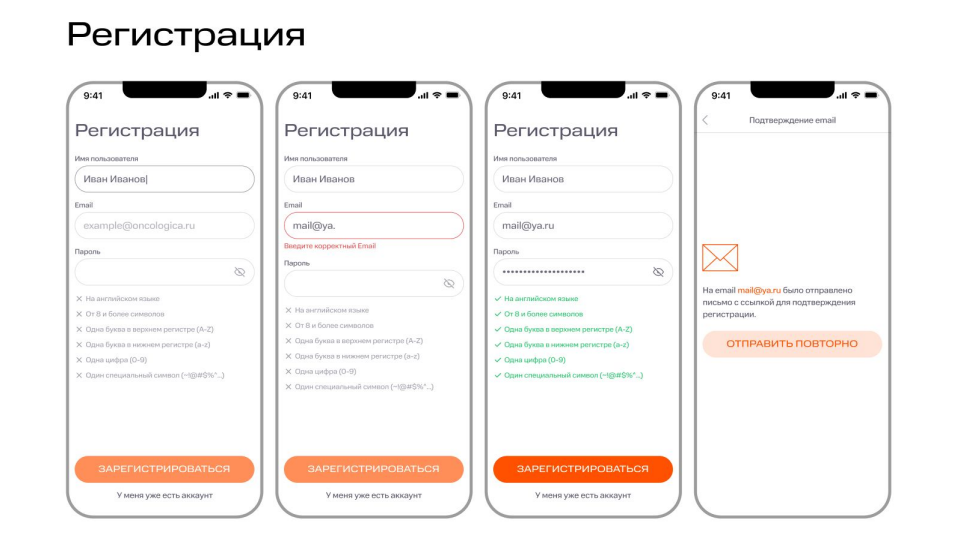 Регистрация
9:41
Регистрация
Имя пользователя
Иван Иванов
Email
example@oncologica.ru
Пароль
На английском языке
От 8 и более символов
Одна буква в верхнем регистре (A-Z)
Одна буква в нижнем регистре (a-z)
Одна цифра (0-9)
Один специальный символ (~!@#$%^...)
ЗАРЕГИСТРИРОВАТЬСЯ
У меня уже есть аккаунт
9:41
Регистрация
Имя пользователя
Иван Иванов
Email
mail@ya.
Введите корректный Email
Пароль
На английском языке
От 8 и более символов
Одна буква в верхнем регистре (A-Z)
Одна буква в нижнем регистре (a-z)
Одна цифра (0-9)
Один специальный символ (~!@#$%^...)
ЗАРЕГИСТРИРОВАТЬСЯ
У меня уже есть аккаунт
9:41
Регистрация
Имя пользователя
Иван Иванов
Email
mail@ya.ru
Пароль
••••••••••••••••••••
На английском языке
От 8 и более символов
Одна буква в верхнем регистре (A-Z)
Одна буква в нижнем регистре (a-z)
Одна цифра (0-9)
Один специальный символ (~!@#$%^...)
ЗАРЕГИСТРИРОВАТЬСЯ
У меня уже есть аккаунт
9:41
Подтверждение email
На email mail@ya.ru было отправлено
письмо с ссылкой для подтверждения
регистрации.
ОТПРАВИТЬ ПОВТОРНО